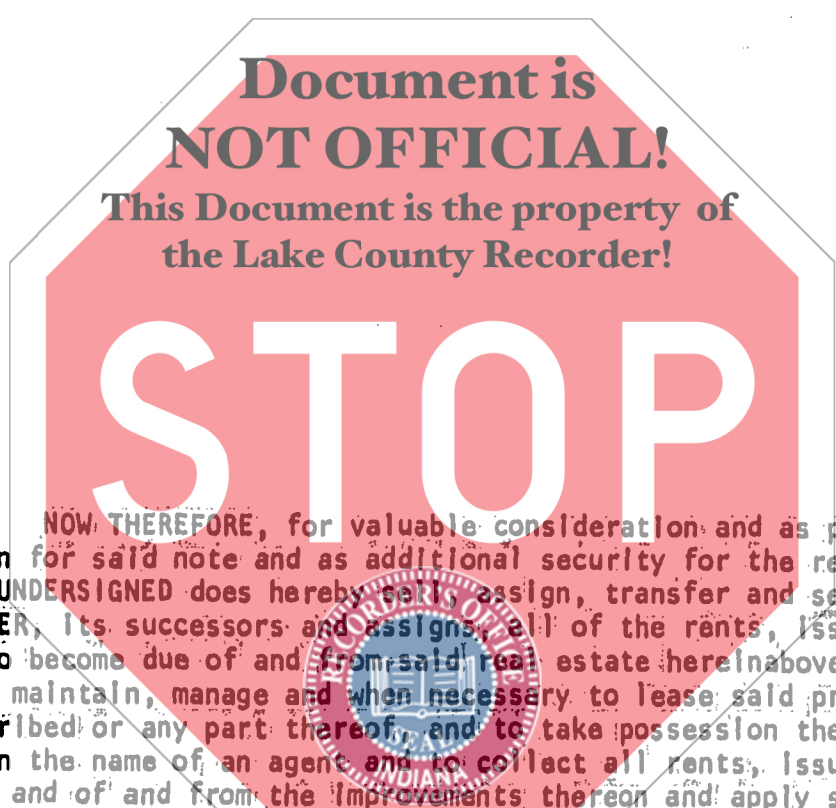 Document is
NOT OFFICIAL!
This Document is the property of
the Lake County Recorder!
STOP
NOW THEREFORE, for valuable consideration and as
for said note and as additional security for the
UNDERSIGNED does hereby sell, assign, transfer and
its successors and assigns, all of the rents,
become due of and from said real estate hereinabove
maintain, manage and when necessary to lease said
or any part thereof, and to take possession
the name of an agent and to collect all rents,
and of and from the improvements thereon and apply
RECORDER'S OFFICE
SEAL
INDIANA